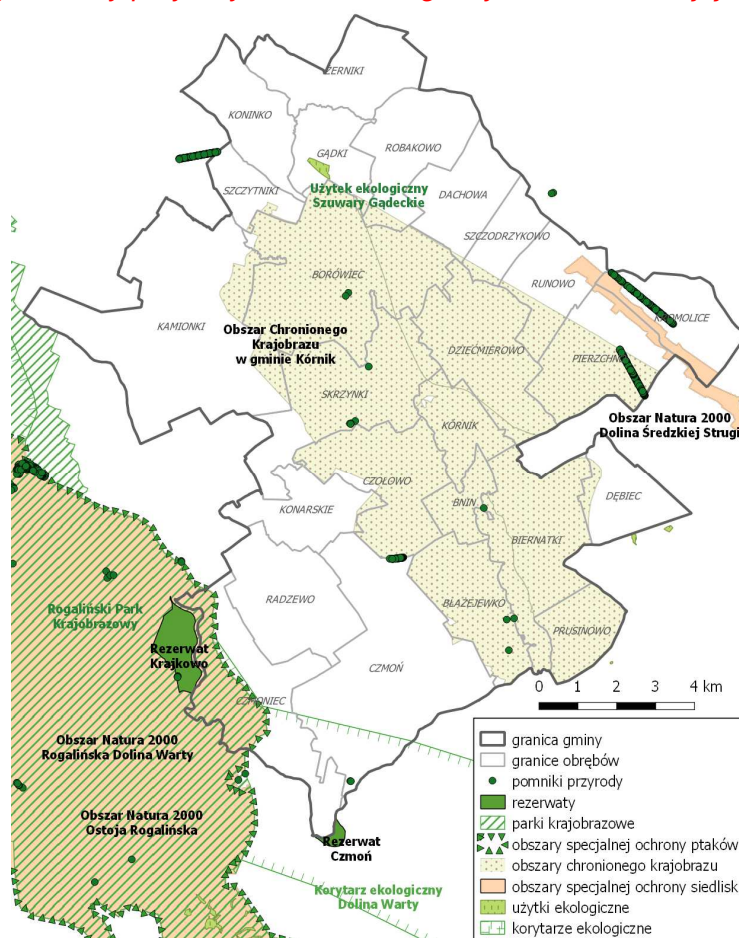 ŻERNIKI
KONINKO
GĄDKI
ROBAKOWO
SZCZYTNIKI
Użytek ekologiczny
Szuwary Gądeckie
DACHOWA
SZCZODRZYKOWO
BORÓWIEC
RUNOWO
KAMIONKI
Obszar Chronionego
Krajobrazu
w gminie Kórnik
DZIEĆMIEROWO
SKRZYNKI
KÓRNIK
Obszar Natura 2000
Dolina Średzkiej Strugi
CZOŁOWO
BNIN
DĘBIEC
KONARSKIE
BIERNATKI
RADZEWO
BŁAŻEJEWKO
Rogaliński Park
Krajobrazowy
PRUSINOWO
Rezerwat
Krajkowo
CZMOŃ
0 1 2 3 4 km
Obszar Natura 2000
Rogalińska Dolina Warty
Obszar Natura 2000
Ostoja Rogalińska
Rezerwat
Czmoń
Korytarz ekologiczny
Dolina Warty
granica gminy
granice obrębów
pomniki przyrody
rezerwaty
parki krajobrazowe
obszary specjalnej ochrony ptaków
obszary chronionego krajobrazu
obszary specjalnej ochrony siedlisk
użytki ekologiczne
korytarze ekologiczne